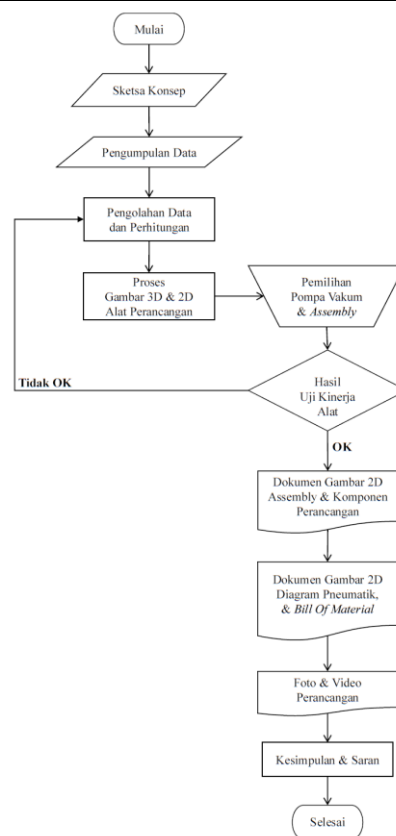 Mulai
Sketsa Konsep
Pengumpulan Data
Pengolahan Data
dan Perhitungan
Proses
Gambar 3D & 2D
Alat Perancangan
Pemilihan
Pompa Vakum
& Assembly
Hasil
Uji Kinerja
Alat
Tidak OK
OK
Dokumen Gambar 2D
Assembly & Komponen
Perancangan
Dokumen Gambar 2D
Diagram Pneumatik,
& Bill Of Material
Foto & Video
Perancangan
Kesimpulan & Saran
Selesai